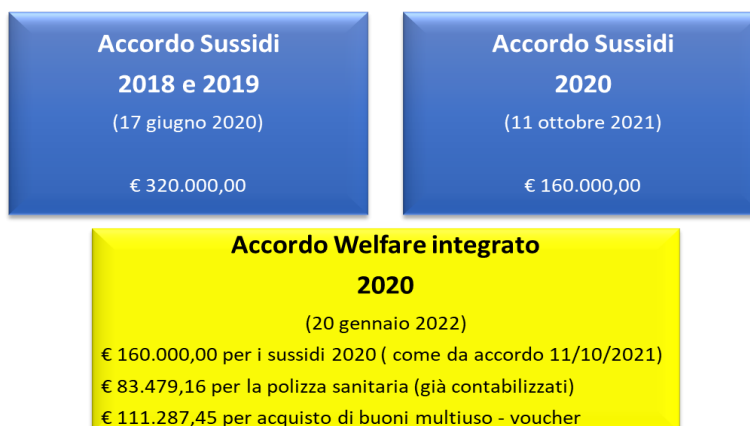 Accordo Sussidi
2018 e 2019
(17 giugno 2020)
€ 320.000,00
Accordo Sussidi
2020
(11 ottobre 2021)
€ 160.000,00
Accordo Welfare integrato
2020
(20 gennaio 2022)
€ 160.000,00 per i sussidi 2020 ( come da accordo 11/10/2021)
€ 83.479,16 per la polizza sanitaria (già contabilizzati)
€ 111.287,45 per acquisto di buoni multiuso - voucher